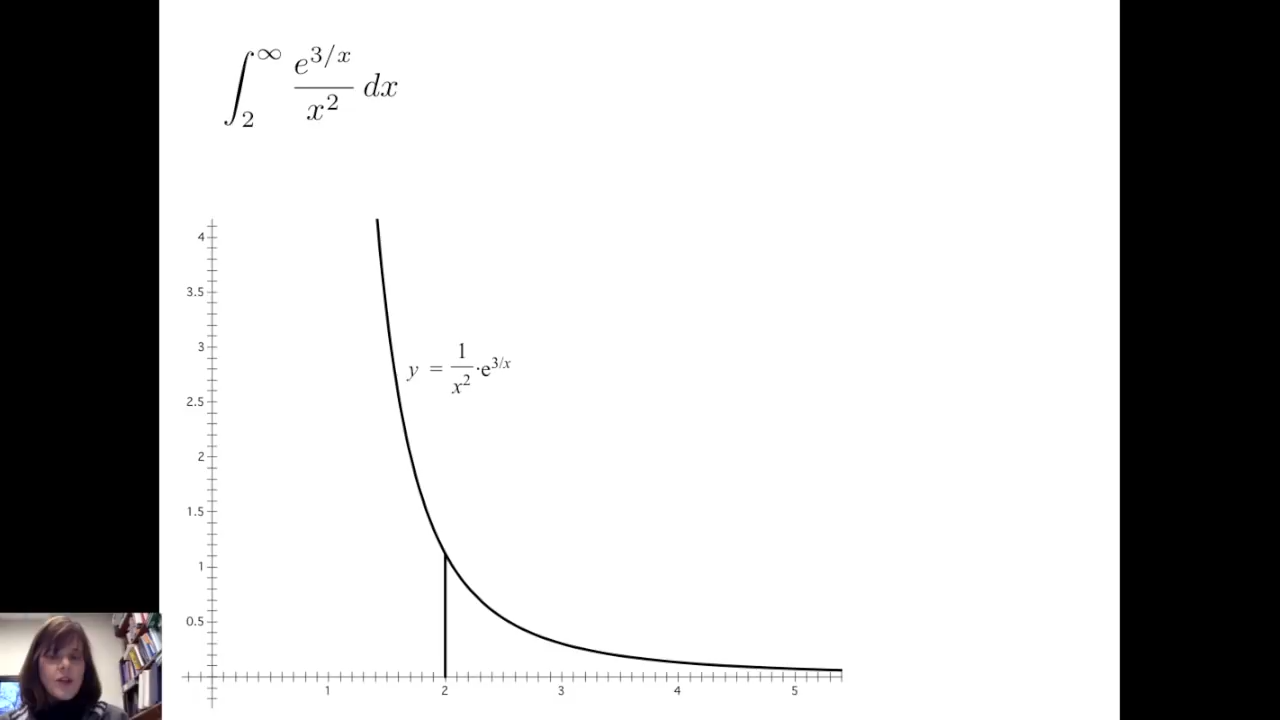 ∫_2^∞ e^{3/x}/x^2 dx
4
3.5
3
y = 1/x^2 ·e^{3/x}
2.5
2
1.5
1
0.5
1 2 3 4 5